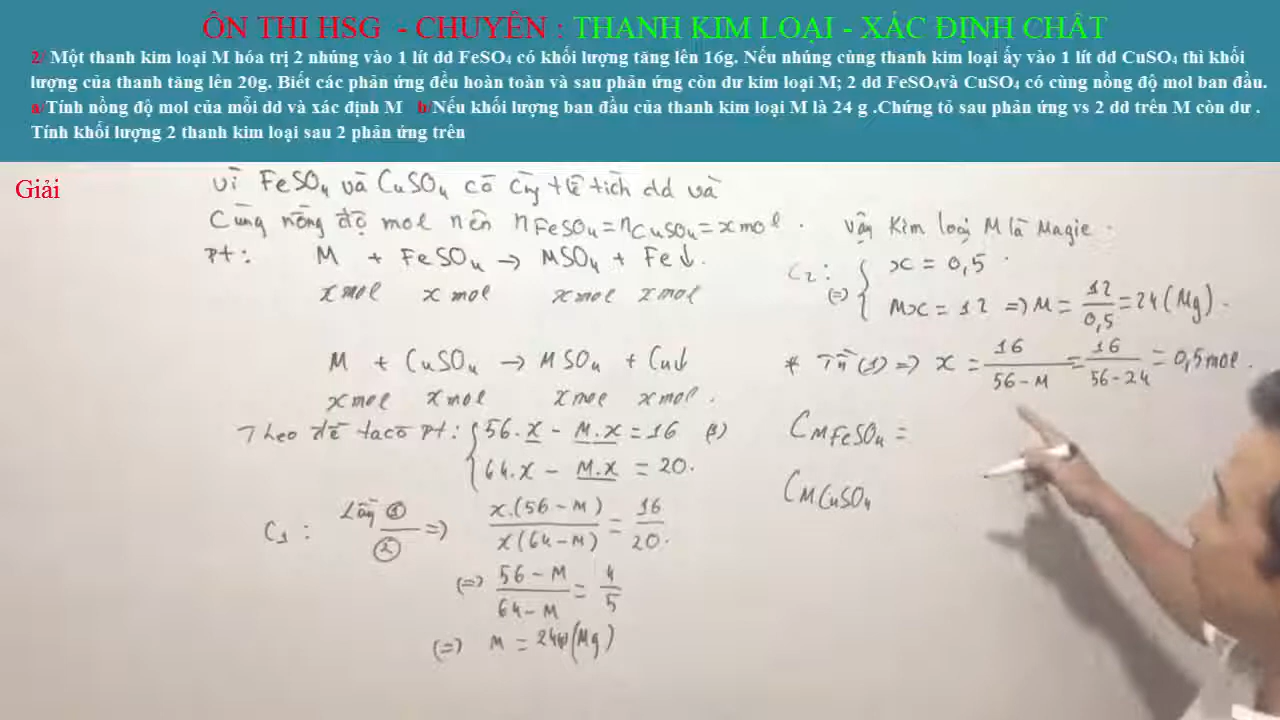 ÔN THI HSG - CHUYÊN : THANH KIM LOẠI - XÁC ĐỊNH CHẤT
2/ Một thanh kim loại M hóa trị 2 nhúng vào 1 lít dd FeSO₄ có khối lượng tăng lên 16g. Nếu nhúng cùng thanh kim loại ấy vào 1 lít dd CuSO₄ thì khối
lượng của thanh tăng lên 20g. Biết các phản ứng đều hoàn toàn và sau phản ứng còn dư kim loại M; 2 dd FeSO₄và CuSO₄ có cùng nồng độ mol ban đầu.
a/ Tính nồng độ mol của mỗi dd và xác định M b/ Nếu khối lượng ban đầu của thanh kim loại M là 24 g .Chứng tỏ sau phản ứng vs 2 dd trên M còn dư .
Tính khối lượng 2 thanh kim loại sau 2 phản ứng trên
Giải
Vì FeSO₄ và CuSO₄ có cùng thể tích dd và
cùng nồng độ mol nên nFeSO₄ = nCuSO₄ = x mol .
pt: M + FeSO₄ → MSO₄ + Fe↓.
x mol x mol x mol x mol
M + CuSO₄ → MSO₄ + Cu↓
x mol x mol x mol x mol .
Theo đề ta có pt: { 56.x - M.x = 16 (1)
64.x - M.x = 20.
C₁ : Lấy ①/② => x.(56-M)/x(64-M) = 16/20.
(=) 56-M/64-M = 4/5
(=) M = 24 (Mg)
Vậy Kim loại M là Magie .
C₂ : (=) { x = 0,5 .
Mx = 12 => M = 12/0,5 = 24 (Mg) .
* Từ (1) => x = 16/56-M = 16/56-24 = 0,5 mol .
CMFeSO₄ =
CMCuSO₄